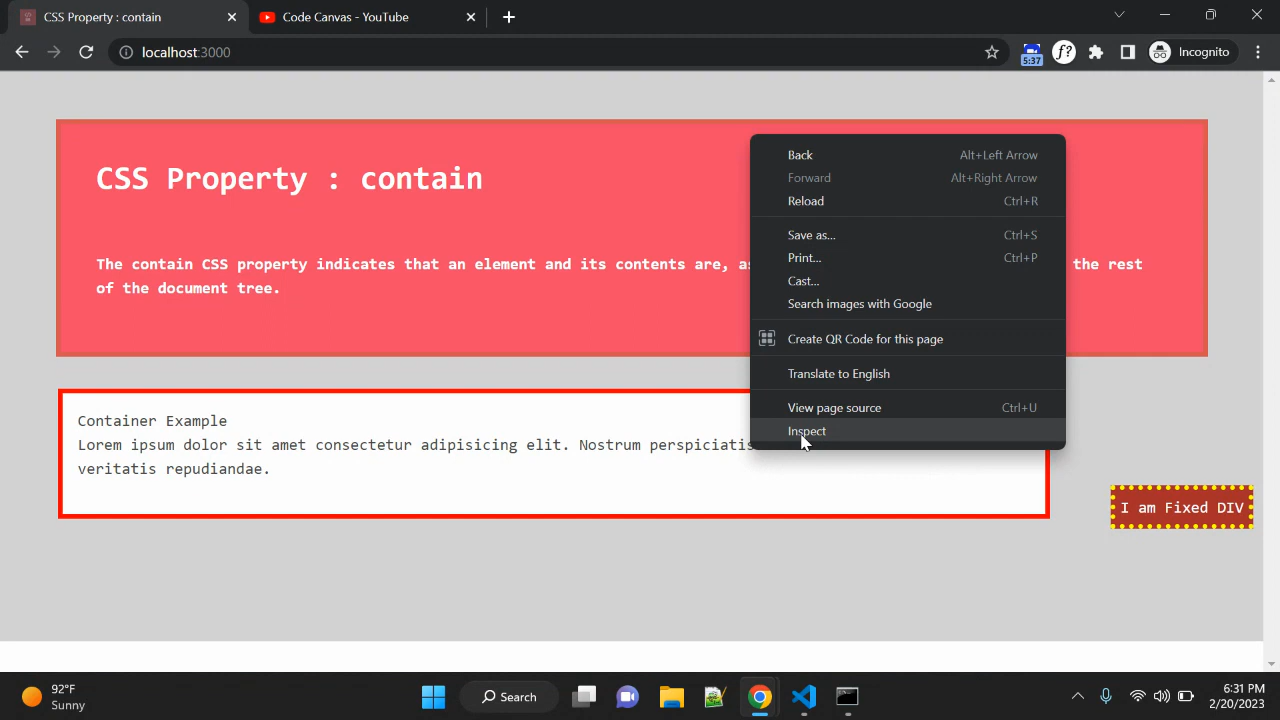 CSS Property : contain
Code Canvas - YouTube
localhost:3000
5:37
f?
Incognito
CSS Property : contain
The contain CSS property indicates that an element and its contents are, as
the rest
of the document tree.
Back Alt+Left Arrow
Forward Alt+Right Arrow
Reload Ctrl+R
Save as... Ctrl+S
Print... Ctrl+P
Cast...
Search images with Google
Create QR Code for this page
Translate to English
View page source Ctrl+U
Inspect
Container Example
Lorem ipsum dolor sit amet consectetur adipisicing elit. Nostrum perspiciatis
veritatis repudiandae.
I am Fixed DIV
92°F
Sunny
Search
6:31 PM
2/20/2023